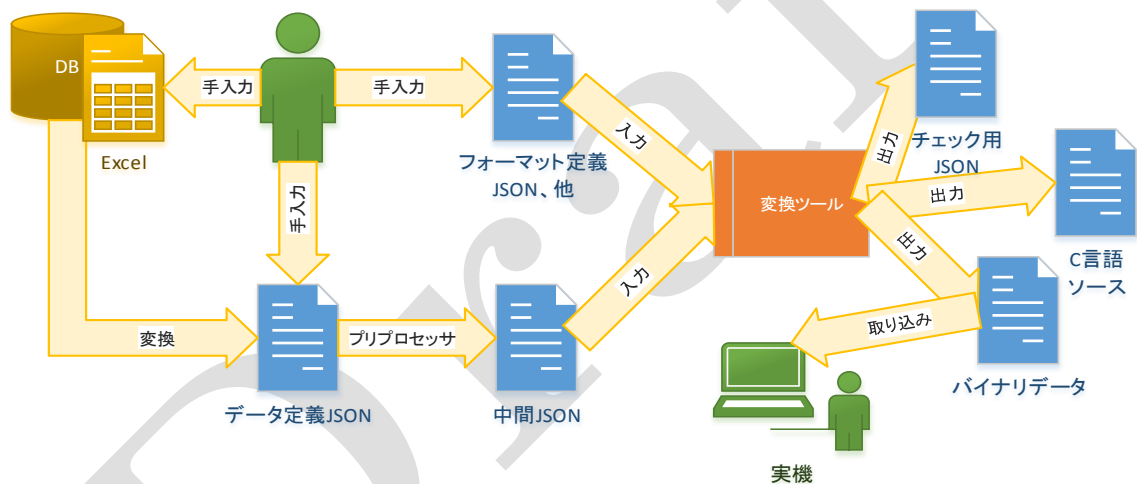 DB
Excel
手入力
手入力
フォーマット定義
JSON、他
手入力
入力
入力
変換ツール
出力
チェック用
JSON
出力
出力
C言語
ソース
変換
データ定義JSON
プリプロセッサ
中間JSON
取り込み
バイナリデータ
実機
Draft